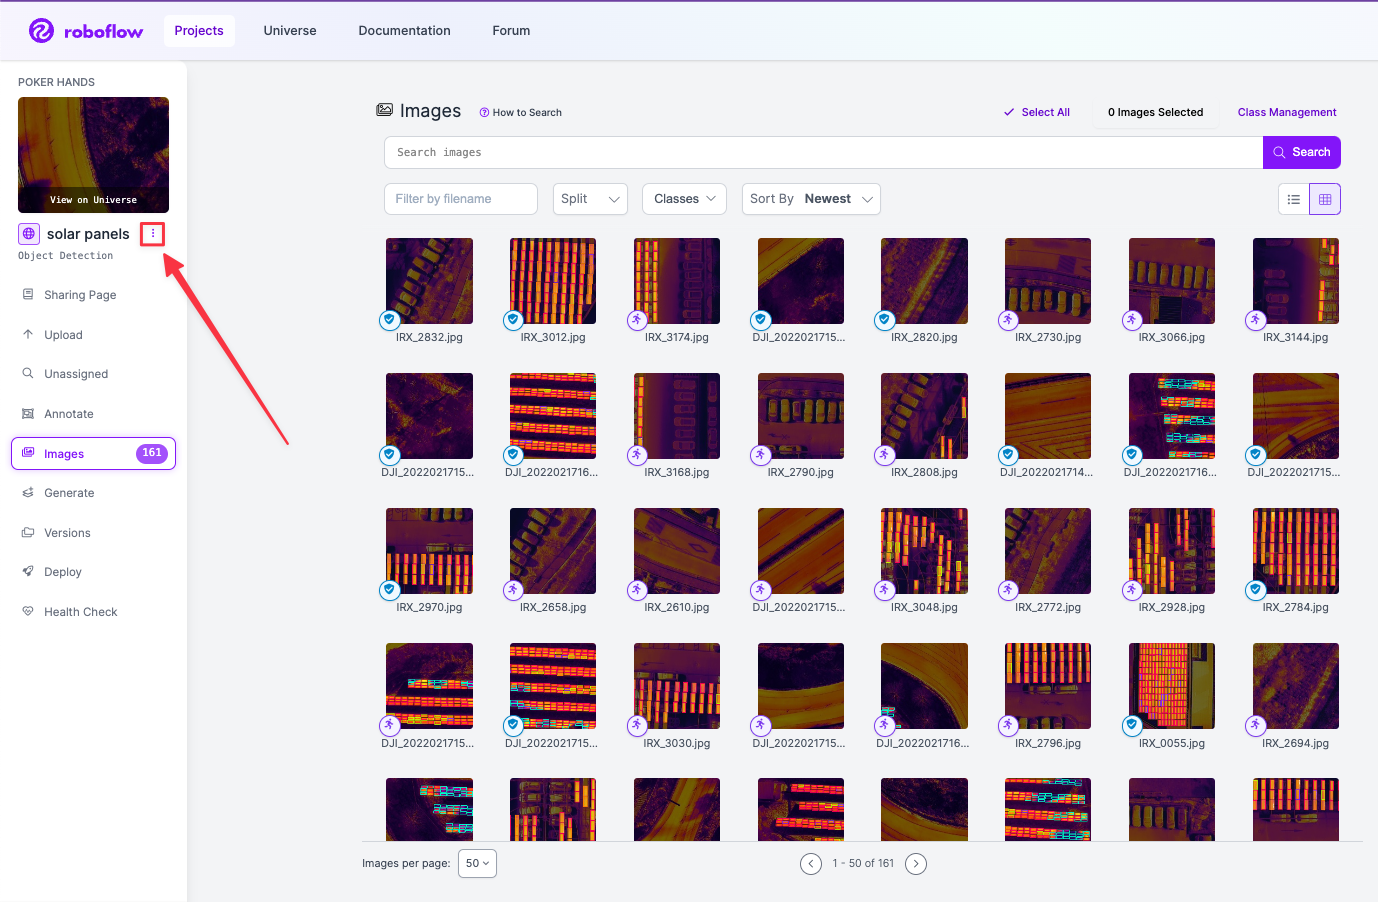 roboflow
Projects
Universe
Documentation
Forum
POKER HANDS
View on Universe
solar panels
Object Detection
Sharing Page
Upload
Unassigned
Annotate
Images 161
Generate
Versions
Deploy
Health Check
Images
How to Search
Select All
0 Images Selected
Class Management
Search images
Search
Filter by filename
Split
Classes
Sort By Newest
IRX_2832.jpg
IRX_3012.jpg
IRX_3174.jpg
DJI_2022021715...
IRX_2820.jpg
IRX_2730.jpg
IRX_3066.jpg
IRX_3144.jpg
DJI_2022021715...
DJI_2022021716...
IRX_3168.jpg
IRX_2790.jpg
IRX_2808.jpg
DJI_2022021714...
DJI_2022021716...
DJI_2022021715...
IRX_2970.jpg
IRX_2658.jpg
IRX_2610.jpg
DJI_2022021715...
IRX_3048.jpg
IRX_2772.jpg
IRX_2928.jpg
IRX_2784.jpg
DJI_2022021715...
DJI_2022021715...
IRX_3030.jpg
DJI_2022021715...
DJI_2022021716...
IRX_2796.jpg
IRX_0055.jpg
IRX_2694.jpg
Images per page: 50
1 - 50 of 161